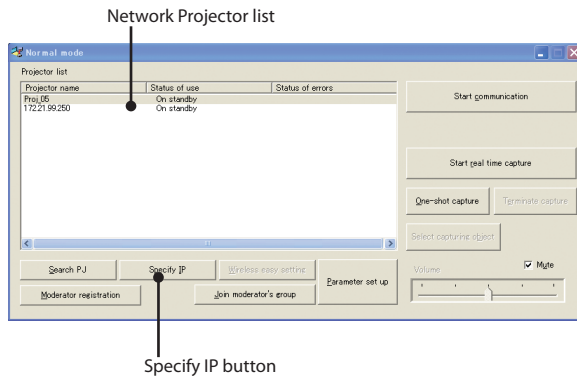 Network Projector list
Normal mode
Projector list
Projector name Status of use Status of errors
Proj_05 On standby
172.21.99.250 On standby
Start communication
Start real time capture
One-shot capture Terminate capture
Select capturing object
Search PJ Specify IP Wireless easy setting Parameter set up
Volume Mute
Moderator registration Join moderator's group
Specify IP button